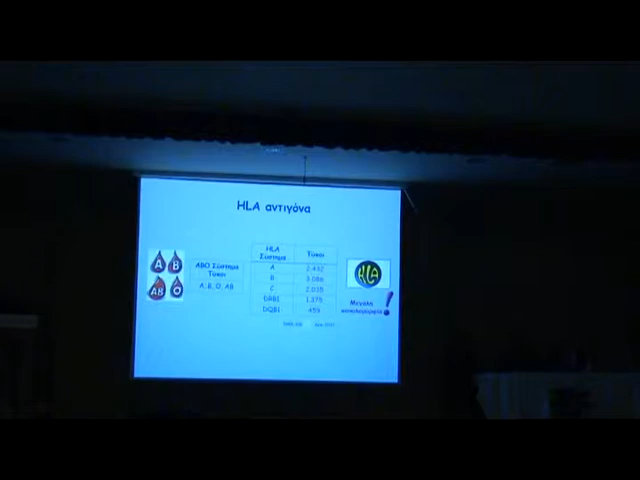 HLA αντιγόνα
A B
AB O
ABO Σύστημα
Τύποι
A, B, O, AB
HLA
Σύστημα Τύποι
A 2.432
B 3.086
C 2.035
DRB1 1.375
DQB1 459
HLA
Μεγάλη
!